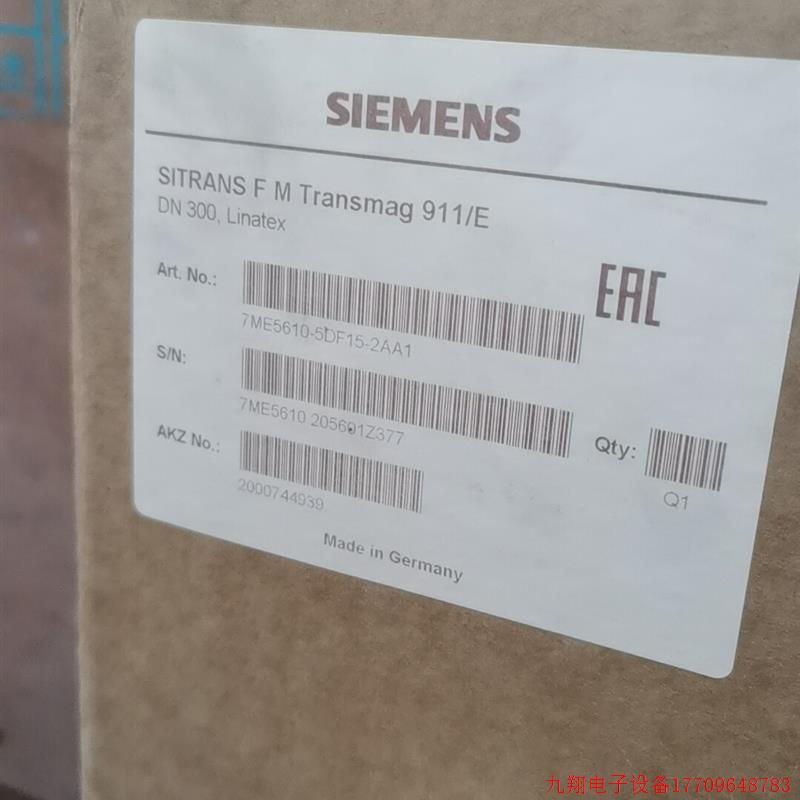 SIEMENS
SITRANS F M Transmag 911/E
DN 300, Linatex
EAC
Art. No.:
7ME5610-5DF15-2AA1
S/N:
7ME5610 205601Z377
Qty:
Q1
AKZ No.:
2000744939
Made in Germany
九翔电子设备17709648783